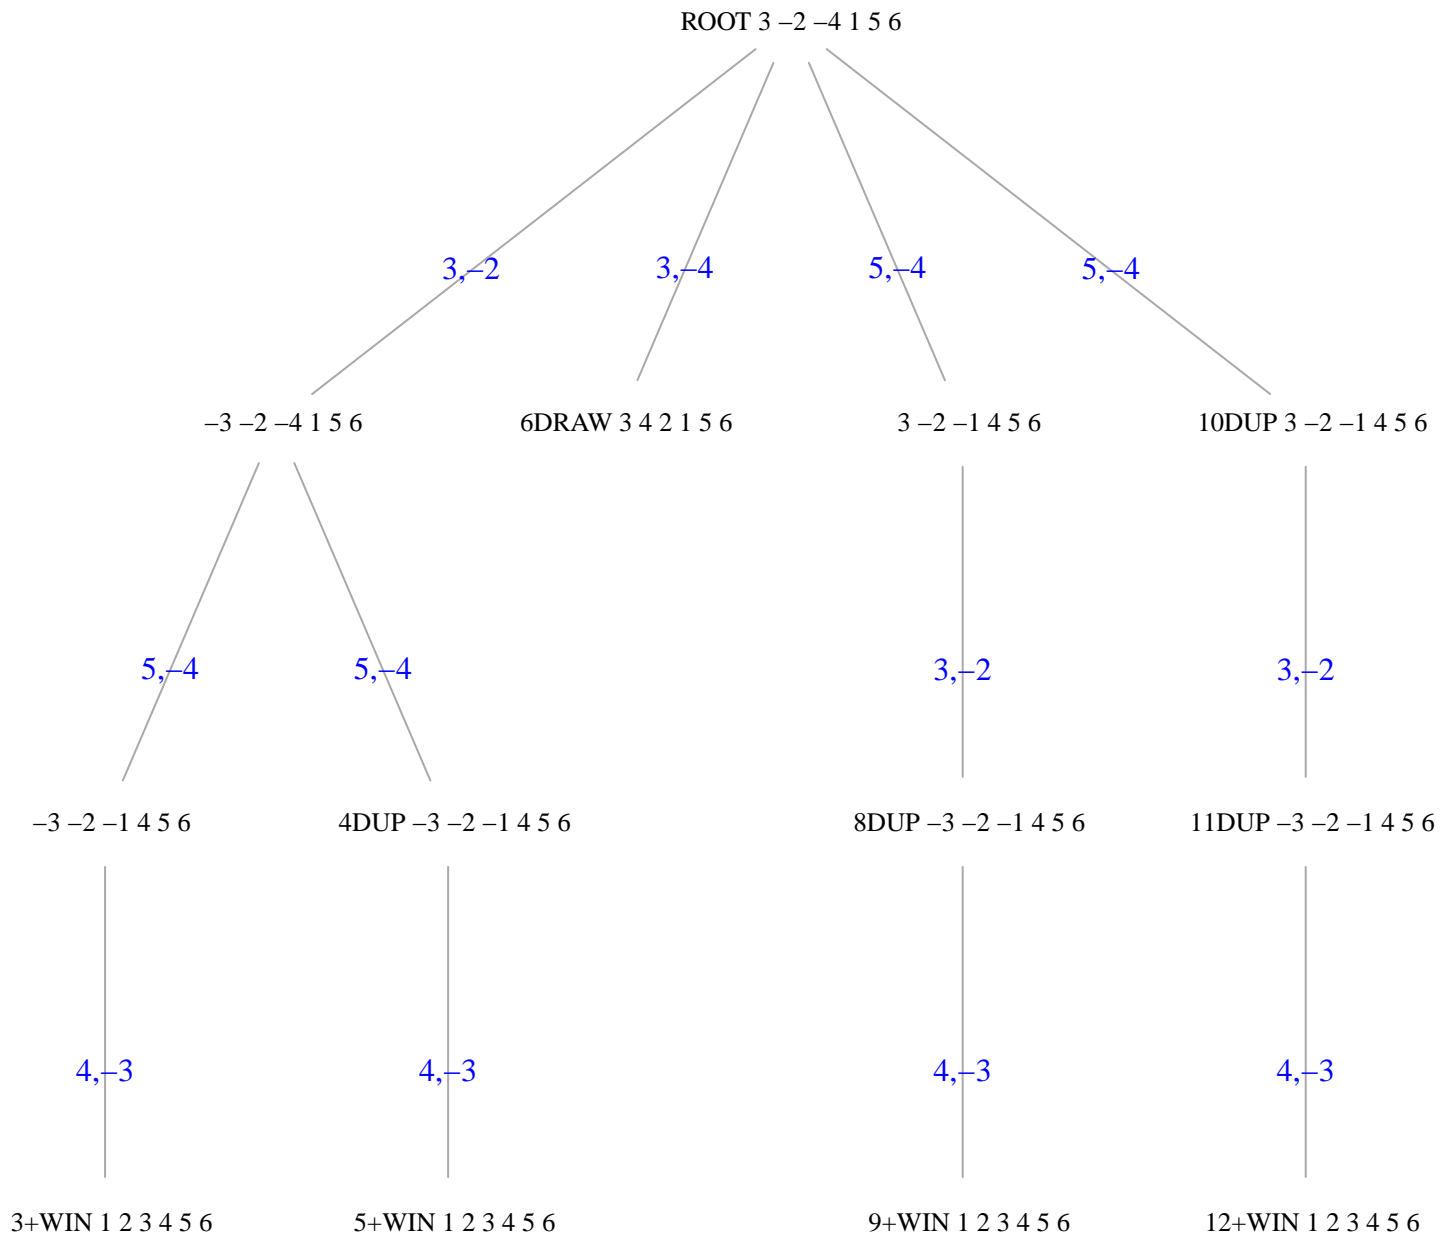 ROOT 3 –2 –4 1 5 6
3,–2 3,–4 5,–4 5,–4
–3 –2 –4 1 5 6 6DRAW 3 4 2 1 5 6 3 –2 –1 4 5 6 10DUP 3 –2 –1 4 5 6
5,–4 5,–4 3,–2 3,–2
–3 –2 –1 4 5 6 4DUP –3 –2 –1 4 5 6 8DUP –3 –2 –1 4 5 6 11DUP –3 –2 –1 4 5 6
4,–3 4,–3 4,–3 4,–3
3+WIN 1 2 3 4 5 6 5+WIN 1 2 3 4 5 6 9+WIN 1 2 3 4 5 6 12+WIN 1 2 3 4 5 6